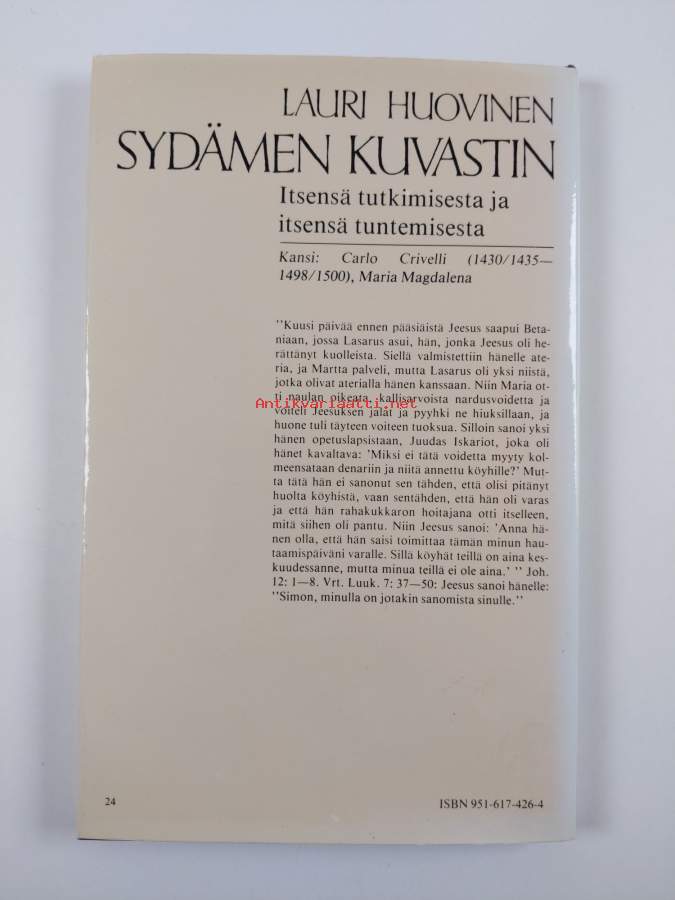 LAURI HUOVINEN
SYDÄMEN KUVASTIN
Itsensä tutkimisesta ja
itsensä tuntemisesta
Kansi: Carlo Crivelli (1430/1435—
1498/1500), Maria Magdalena
"Kuusi päivää ennen pääsiäistä Jeesus saapui Beta-
niaan, jossa Lasarus asui, hän, jonka Jeesus oli he-
rättänyt kuolleista. Siellä valmistettiin hänelle ate-
ria, ja Martta palveli, mutta Lasarus oli yksi niistä,
jotka olivat aterialla hänen kanssaan. Niin Maria ot-
ti naulan oikeata, kallisarvoista nardusvoidetta ja
Antikvariaatti.net
voiteli Jeesuksen jalat ja pyyhki ne hiuksillaan, ja
huone tuli täyteen voiteen tuoksua. Silloin sanoi yksi
hänen opetuslapsistaan, Juudas Iskariot, joka oli
hänet kavaltava: 'Miksi ei tätä voidetta myyty kol-
meensataan denariin ja niitä annettu köyhille?' Mut-
ta tätä hän ei sanonut sen tähden, että olisi pitänyt
huolta köyhistä, vaan sentähden, että hän oli varas
ja että hän rahakukkaron hoitajana otti itselleen,
mitä siihen oli pantu. Niin Jeesus sanoi: 'Anna hä-
nen olla, että hän saisi toimittaa tämän minun hau-
taamispäiväni varalle. Sillä köyhät teillä on aina kes-
kuudessanne, mutta minua teillä ei ole aina.' " Joh.
12: 1—8. Vrt. Luuk. 7: 37—50: Jeesus sanoi hänelle:
"Simon, minulla on jotakin sanomista sinulle."
24
ISBN 951-617-426-4